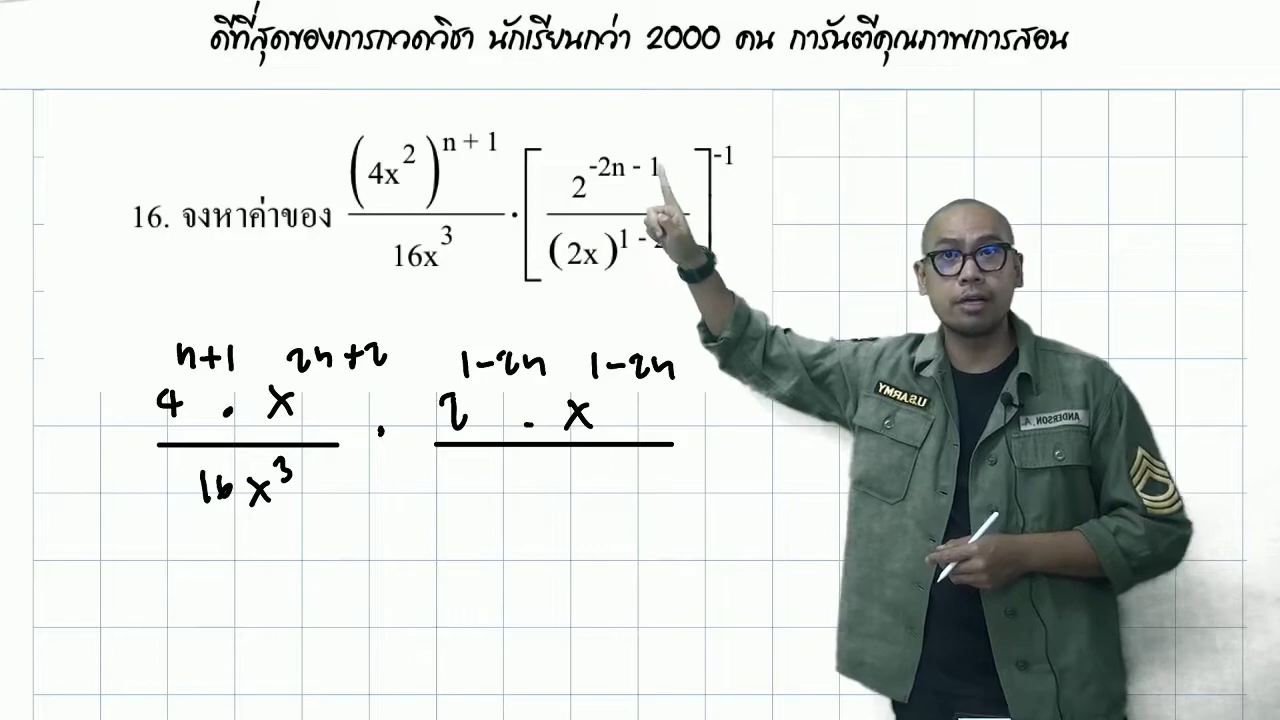 ดีที่สุดของการกวดวิชา นักเรียนกว่า 2000 คน การันตีคุณภาพการสอน
16. จงหาค่าของ (4x^2)^{n + 1} / 16x^3 · [2^{-2n - 1} / (2x)^{1 -}]^{-1}
4^{n+1} · x^{2n+2} / 16x^3 · 2^{1-2n} · x^{1-2n}
U.S.ARMY
ANDERSON, A.